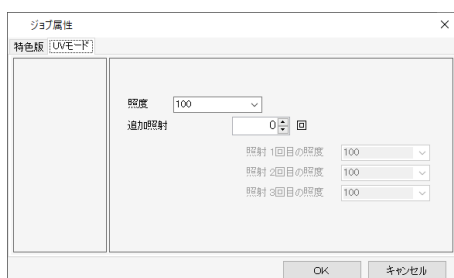 ジョブ属性
特色版 UVモード
照度 100
追加照射 0 回
照射 1回目の照度 100
照射 2回目の照度 100
照射 3回目の照度 100
OK キャンセル